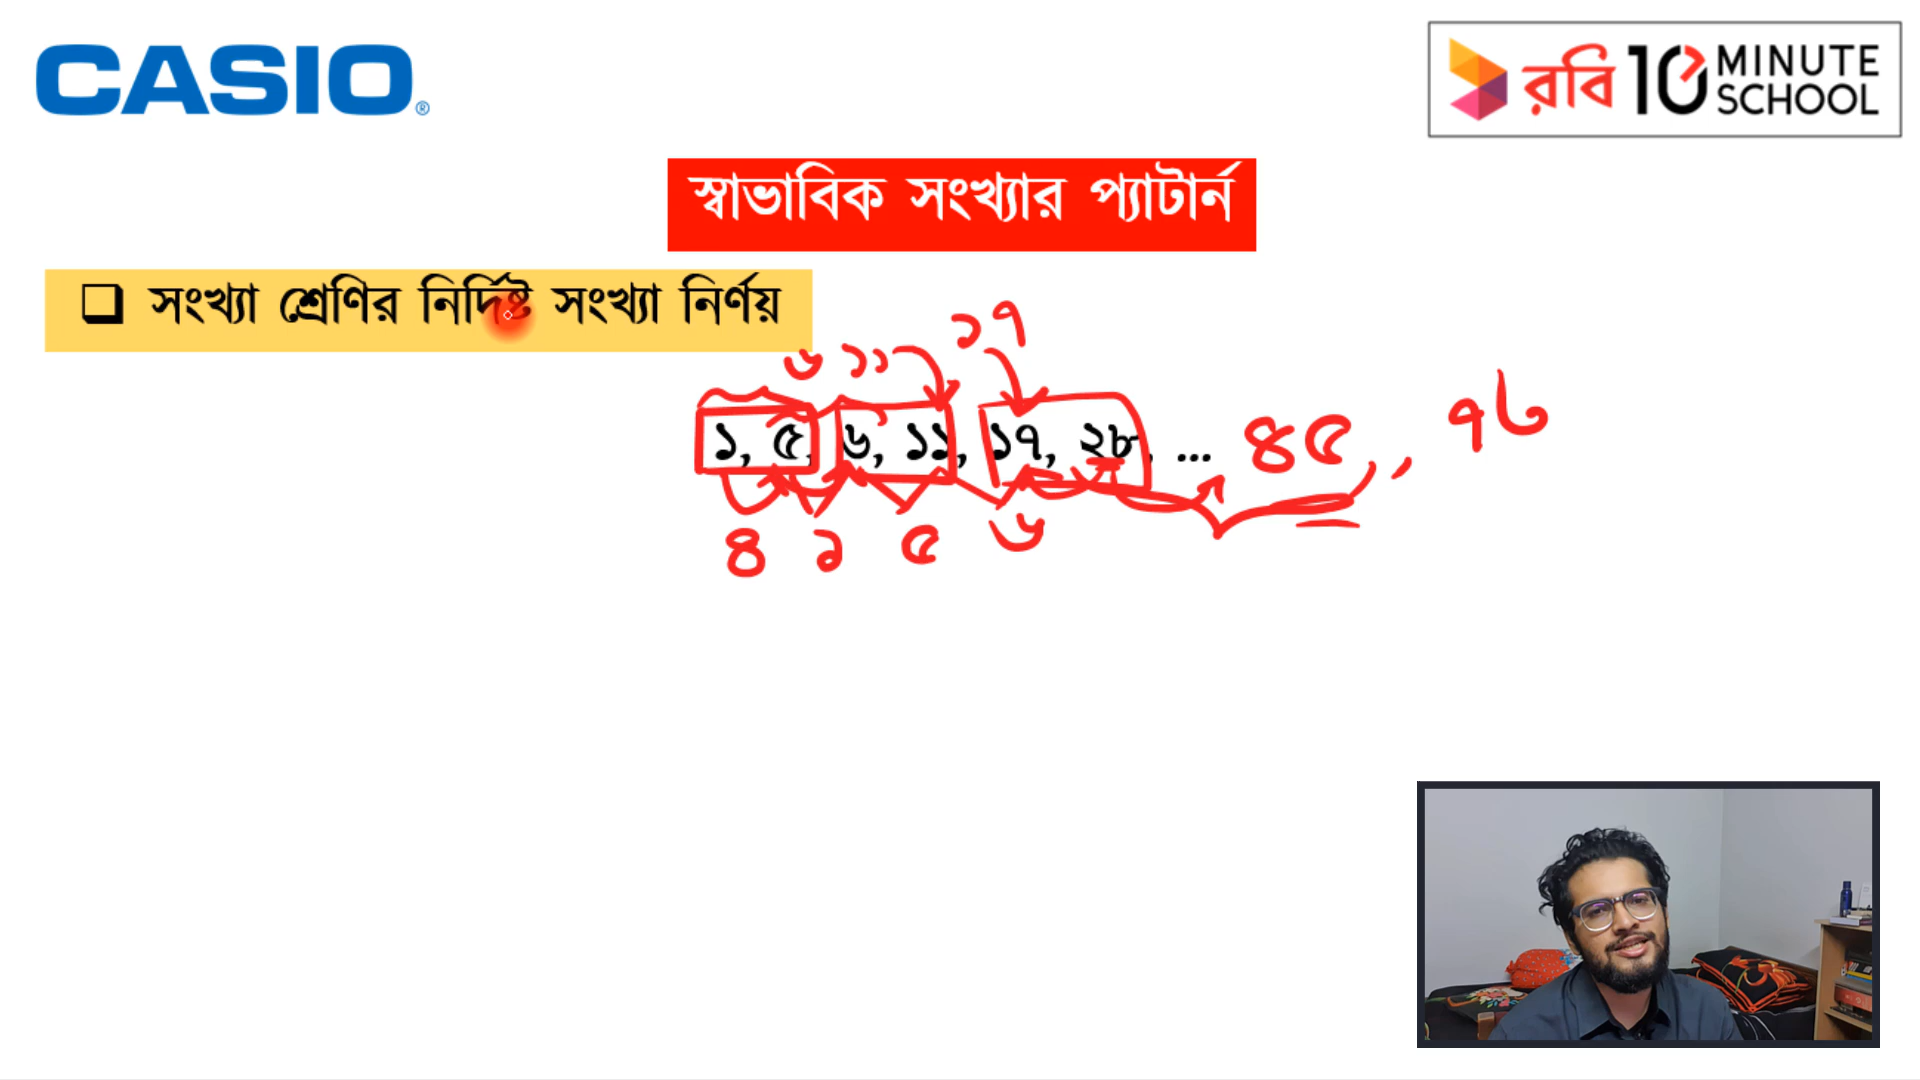 CASIO®
রবি 10 MINUTE SCHOOL
স্বাভাবিক সংখ্যার প্যাটার্ন
❑ সংখ্যা শ্রেণির নির্দিষ্ট সংখ্যা নির্ণয়
৬ ১১ ১৭
১, ৫, ৬, ১১, ১৭, ২৮, ... ৪৫, , ৭৬
৪ ১ ৫ ৬